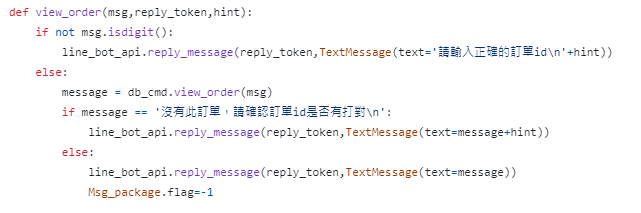 def view_order(msg,reply_token,hint):
    if not msg.isdigit():
        line_bot_api.reply_message(reply_token,TextMessage(text='請輸入正確的訂單id\n'+hint))
    else:
        message = db_cmd.view_order(msg)
        if message == '沒有此訂單，請確認訂單id是否有打對\n':
            line_bot_api.reply_message(reply_token,TextMessage(text=message+hint))
        else:
            line_bot_api.reply_message(reply_token,TextMessage(text=message))
            Msg_package.flag=-1